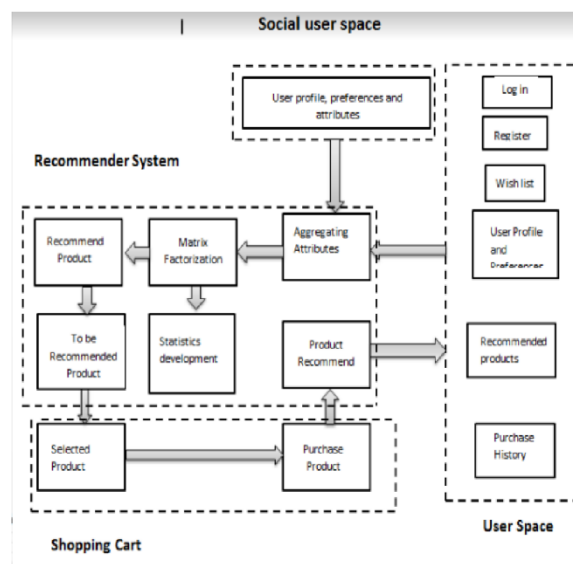 Social user space
User profile, preferences and
attributes
Log in
Register
Wish list
User Profile
and
Preferences
Recommended
products
Purchase
History
User Space
Recommender System
Recommend
Product
Matrix
Factorization
Aggregating
Attributes
To be
Recommended
Product
Statistics
development
Product
Recommend
Selected
Product
Purchase
Product
Shopping Cart